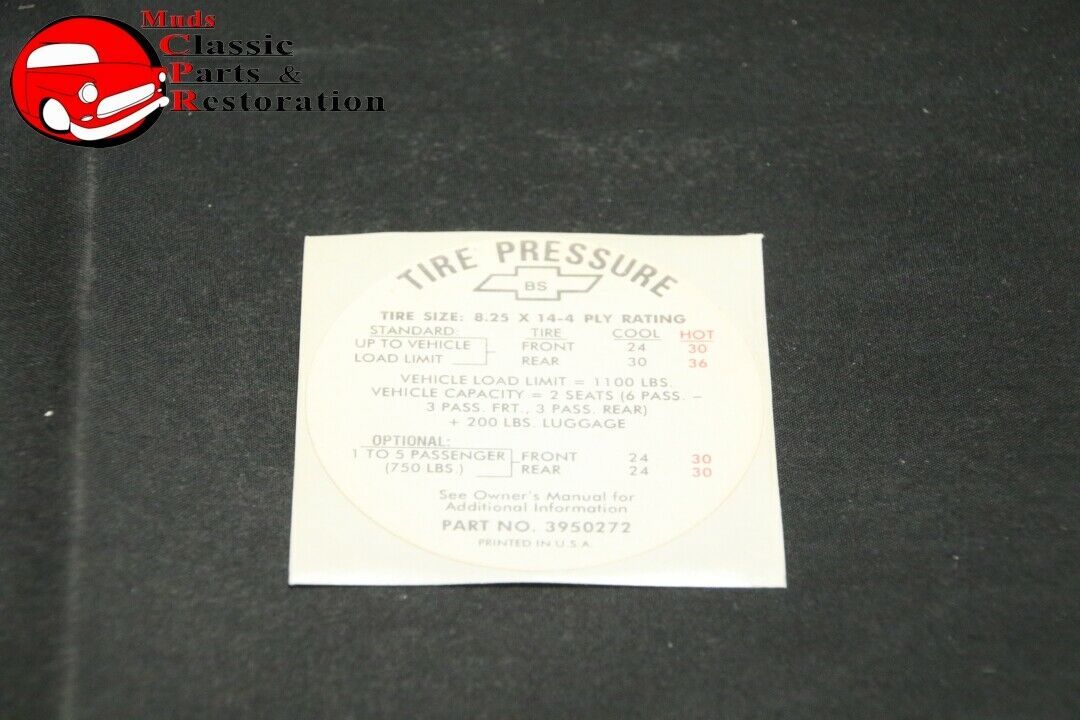 Muds
Classic
Parts &
Restoration
TIRE PRESSURE
BS
TIRE SIZE: 8.25 X 14-4 PLY RATING
STANDARD: TIRE COOL HOT
UP TO VEHICLE FRONT 24 30
LOAD LIMIT REAR 30 36
VEHICLE LOAD LIMIT = 1100 LBS.
VEHICLE CAPACITY = 2 SEATS (6 PASS. –
3 PASS. FRT., 3 PASS. REAR)
+ 200 LBS. LUGGAGE
OPTIONAL:
1 TO 5 PASSENGER FRONT 24 30
(750 LBS.) REAR 24 30
See Owner's Manual for
Additional Information
PART NO. 3950272
PRINTED IN U.S.A.